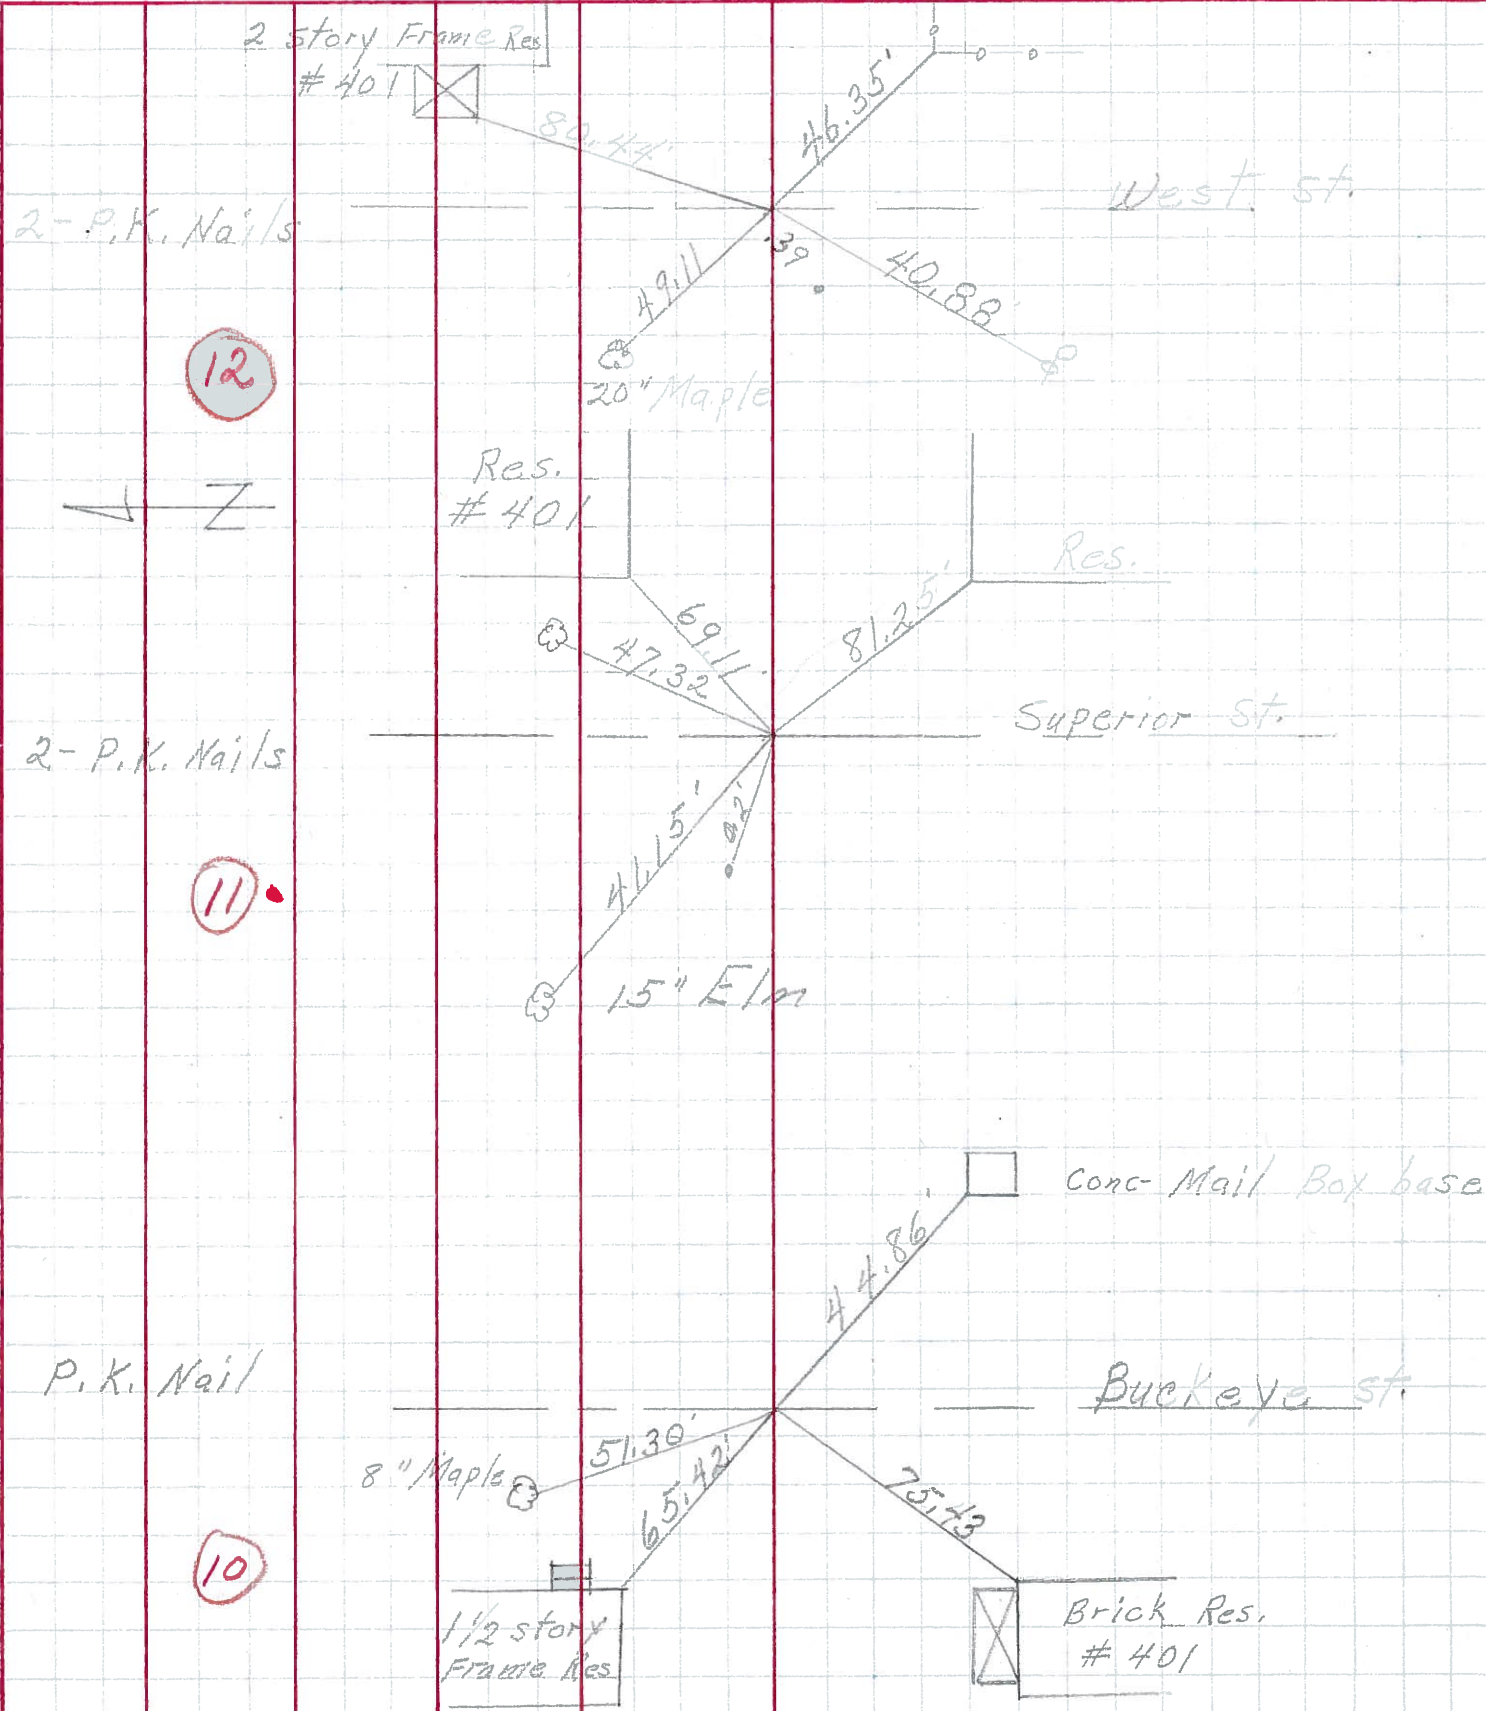 2 story Frame Res
# 401
80.44'
46.35'
West. St.
2-P.K. Nails
.39
49.11
40.88'
12
20" Maple
Res.
# 401
N
Res.
69.11'
47.32
81.25'
Superior St.
2-P.K. Nails
41.15'
11
15" Elm
Conc- Mail Box base
44.86'
P.K. Nail
Buckeye St.
51.30'
8" Maple
65.42'
75.43
10
1 1/2 story
Frame Res
Brick Res.
# 401